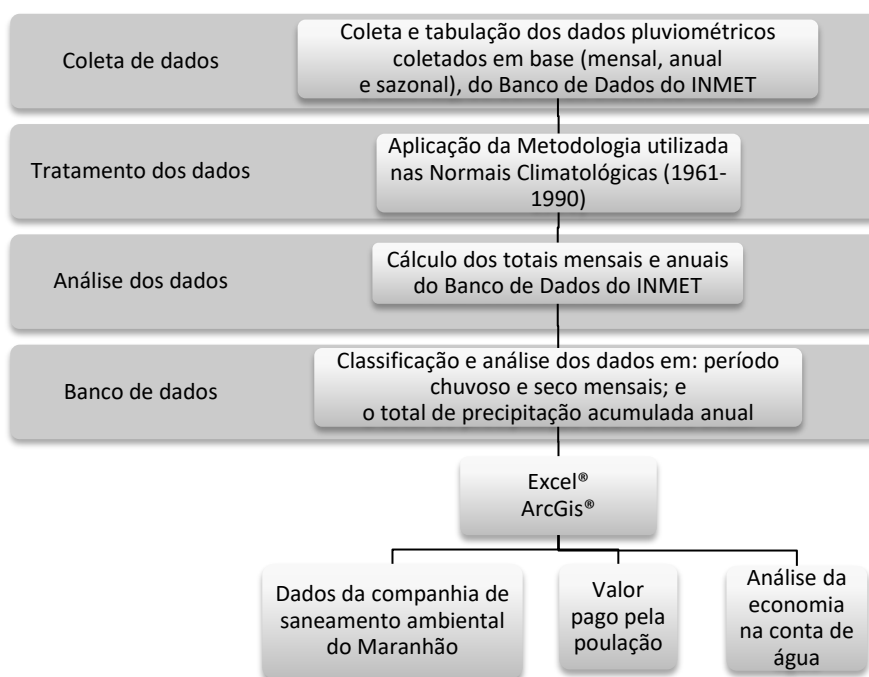 Coleta de dados
Coleta e tabulação dos dados pluviométricos
coletados em base (mensal, anual
e sazonal), do Banco de Dados do INMET
Tratamento dos dados
Aplicação da Metodologia utilizada
nas Normais Climatológicas (1961-
1990)
Análise dos dados
Cálculo dos totais mensais e anuais
do Banco de Dados do INMET
Banco de dados
Classificação e análise dos dados em: período
chuvoso e seco mensais; e
o total de precipitação acumulada anual
Excel®
ArcGis®
Dados da companhia de
saneamento ambiental
do Maranhão
Valor
pago pela
poulação
Análise da
economia
na conta de
água